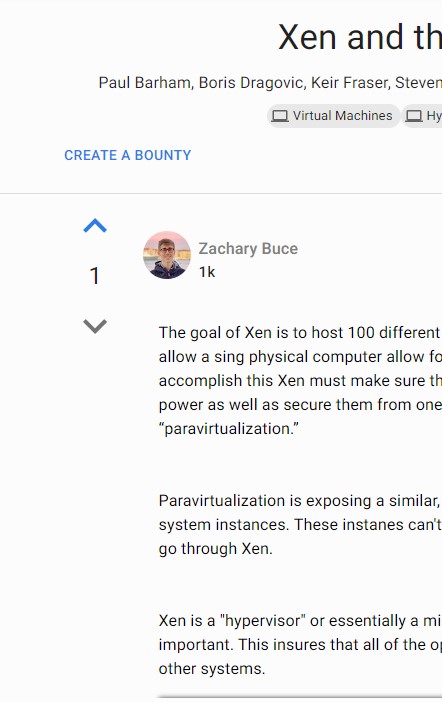 Xen and th
Paul Barham, Boris Dragovic, Keir Fraser, Steven
Virtual Machines Hy
CREATE A BOUNTY
Zachary Buce
1
1k
The goal of Xen is to host 100 different
allow a sing physical computer allow fo
accomplish this Xen must make sure th
power as well as secure them from one
“paravirtualization.”
Paravirtualization is exposing a similar,
system instances. These instanes can't
go through Xen.
Xen is a "hypervisor" or essentially a mi
important. This insures that all of the op
other systems.